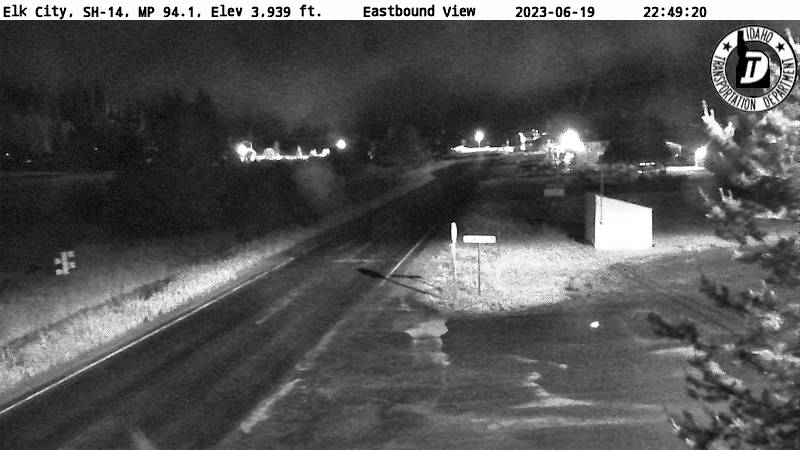 Elk City, SH-14, MP 94.1, Elev 3,939 ft. Eastbound View 2023-06-19 22:49:20
IDAHO
TRANSPORTATION DEPARTMENT